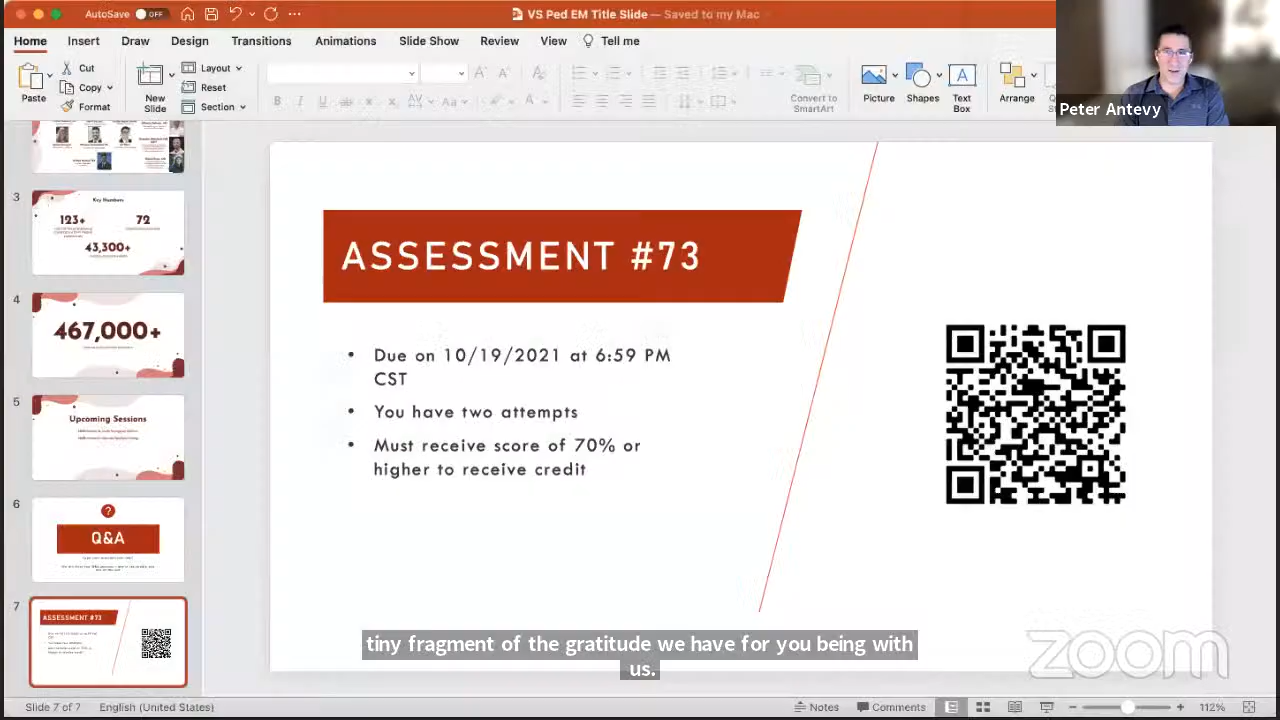 AutoSave OFF
VS Ped EM Title Slide — Saved to my Mac
Home Insert Draw Design Transitions Animations Slide Show Review View Tell me
Paste
Cut
Copy
Format
New
Slide
Layout
Reset
Section
Convert to
SmartArt
Picture
Shapes
Text
Box
Arrange
Peter Antevy
3
Key Numbers
123+ 72
43,300+
4
467,000+
5
Upcoming Sessions
6
?
Q&A
7
ASSESSMENT #73
ASSESSMENT #73
• Due on 10/19/2021 at 6:59 PM
CST
• You have two attempts
• Must receive score of 70% or
higher to receive credit
tiny fragment of the gratitude we have for you being with
us.
zoom
Slide 7 of 7 English (United States) Notes Comments 112%